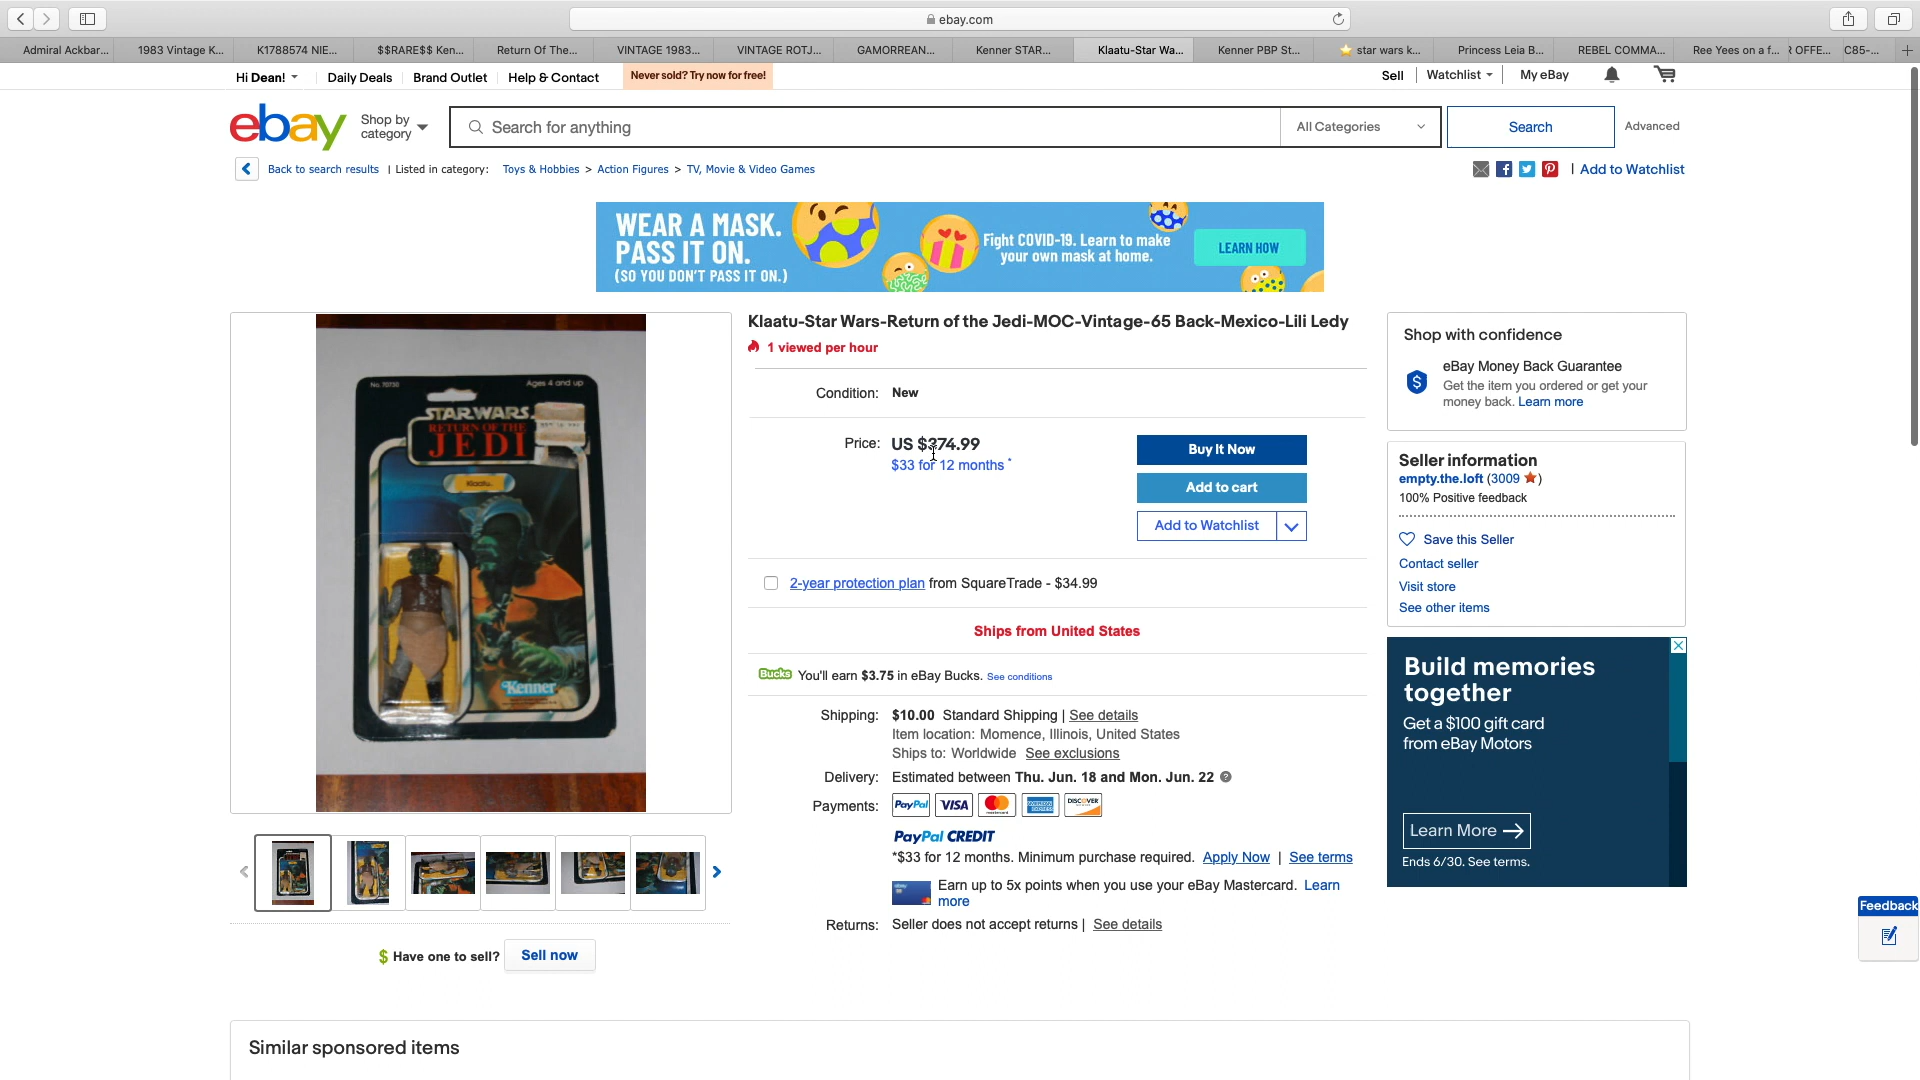 ebay.com
Admiral Ackbar...
1983 Vintage K...
K1788574 NIE...
$$RARE$$ Ken...
Return Of The...
VINTAGE 1983...
VINTAGE ROTJ...
GAMORREAN...
Kenner STAR...
Klaatu-Star Wa...
Kenner PBP St...
star wars k...
Princess Leia B...
REBEL COMMA...
Ree Yees on a f...
R OFFE...
C85-...
Hi Dean!
Daily Deals
Brand Outlet
Help & Contact
Never sold? Try now for free!
Sell
Watchlist
My eBay
ebay
Shop by
category
Search for anything
All Categories
Search
Advanced
Back to search results | Listed in category: Toys & Hobbies > Action Figures > TV, Movie & Video Games
| Add to Watchlist
WEAR A MASK.
PASS IT ON.
(SO YOU DON'T PASS IT ON.)
Fight COVID-19. Learn to make
your own mask at home.
LEARN HOW
No. 70730
Ages 4 and up
STAR WARS
RETURN OF THE
JEDI
Klaatu
Kenner
Klaatu-Star Wars-Return of the Jedi-MOC-Vintage-65 Back-Mexico-Lili Ledy
1 viewed per hour
Condition: New
Price: US $374.99
$33 for 12 months *
Buy It Now
Add to cart
Add to Watchlist
2-year protection plan from SquareTrade - $34.99
Ships from United States
Bucks You'll earn $3.75 in eBay Bucks. See conditions
Shipping: $10.00 Standard Shipping | See details
Item location: Momence, Illinois, United States
Ships to: Worldwide See exclusions
Delivery: Estimated between Thu. Jun. 18 and Mon. Jun. 22
Payments: PayPal VISA mastercard AMERICAN EXPRESS DISCOVER
PayPal CREDIT
*$33 for 12 months. Minimum purchase required. Apply Now | See terms
Earn up to 5x points when you use your eBay Mastercard. Learn
more
Returns: Seller does not accept returns | See details
Shop with confidence
eBay Money Back Guarantee
Get the item you ordered or get your
money back. Learn more
Seller information
empty.the.loft (3009 )
100% Positive feedback
Save this Seller
Contact seller
Visit store
See other items
Build memories
together
Get a $100 gift card
from eBay Motors
Learn More
Ends 6/30. See terms.
Feedback
Have one to sell? Sell now
Similar sponsored items